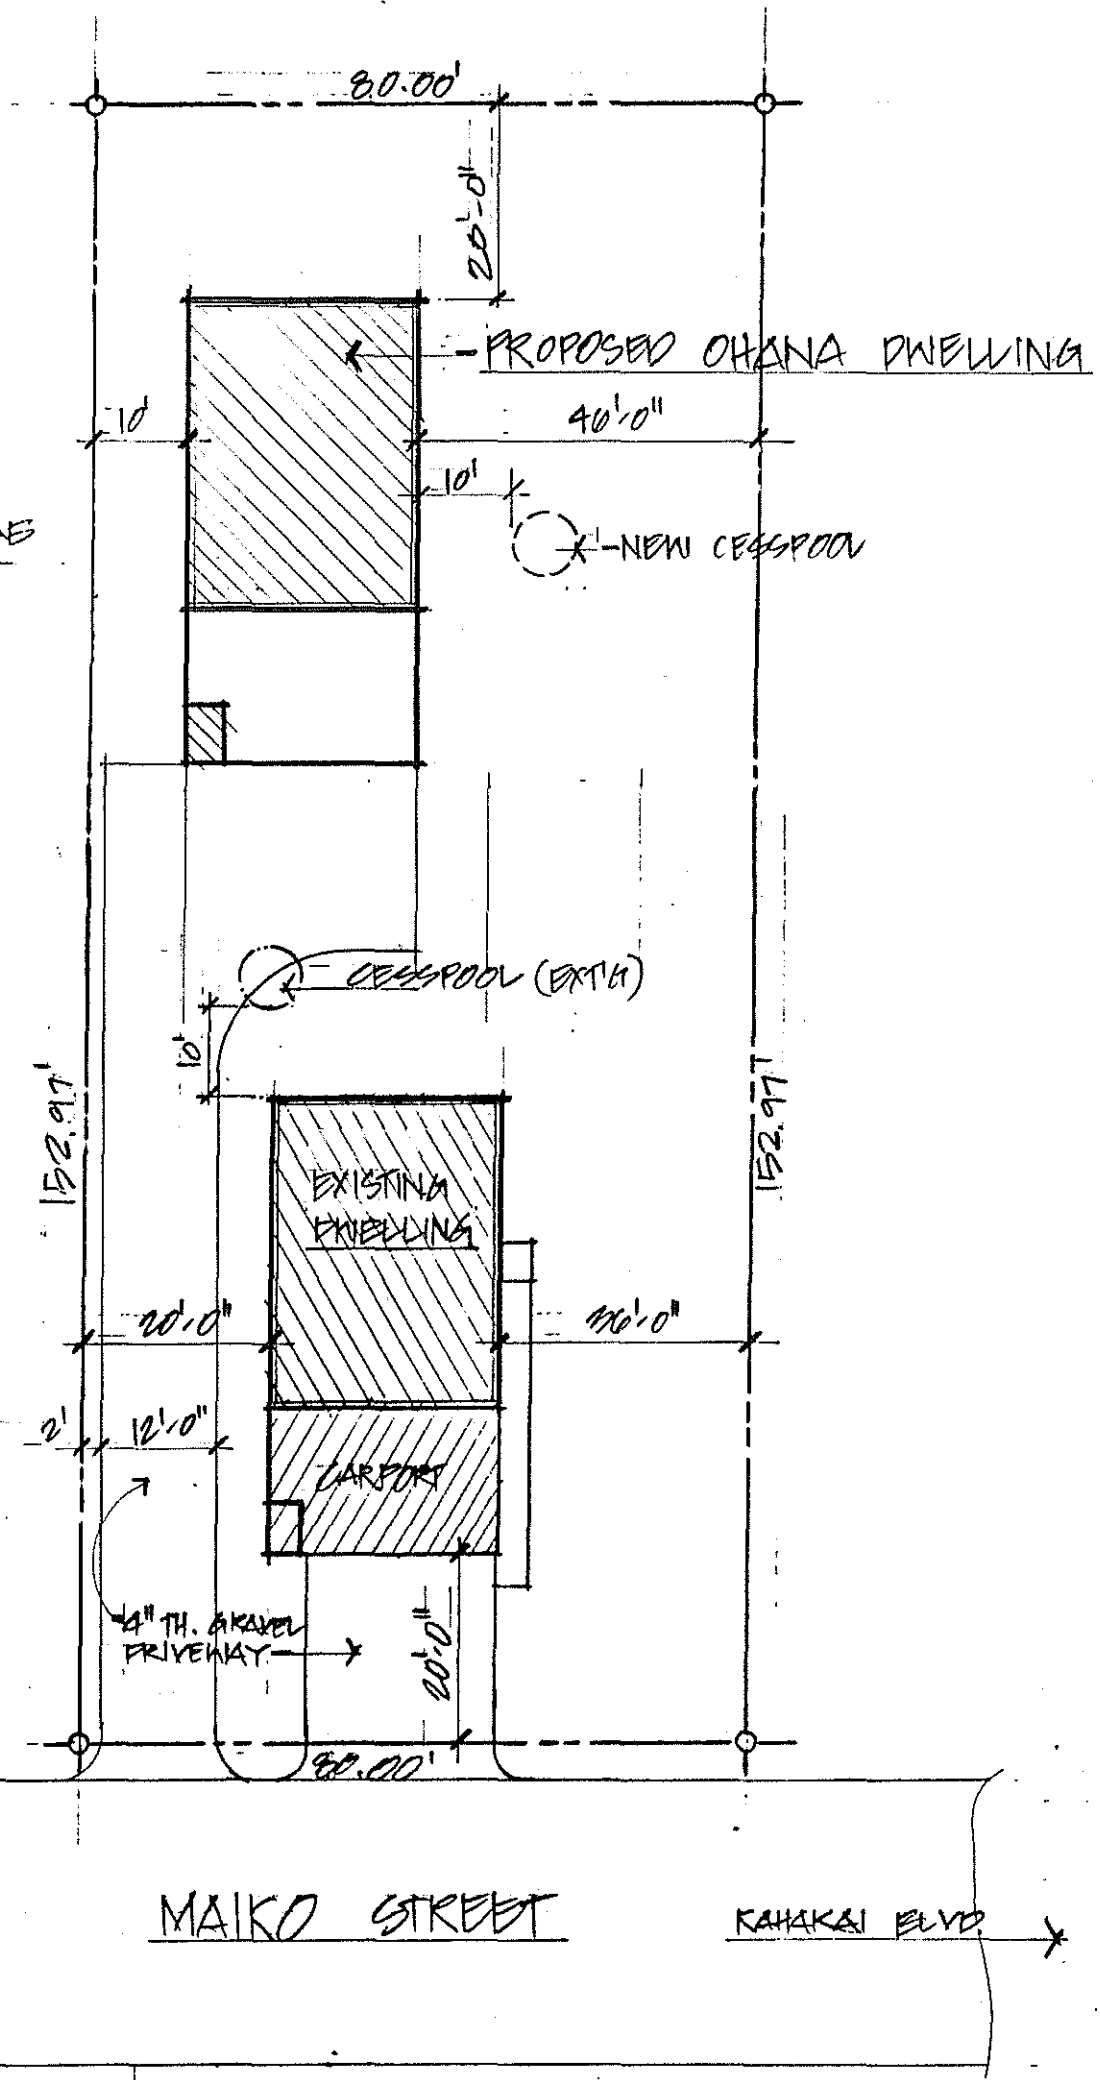 80.00'
20'-0"
PROPOSED OHANA DWELLING
10'
46'-0"
10'
NEW CESSPOOL
CESSPOOL (EXT'G)
10'
152.97'
152.97'
EXISTING
DWELLING
20'-0"
36'-0"
2'
12'-0"
CARPORT
4" TH. GRAVEL
DRIVEWAY
20'-0"
80.00'
MAIKO STREET
KAHAKAI BLVD.